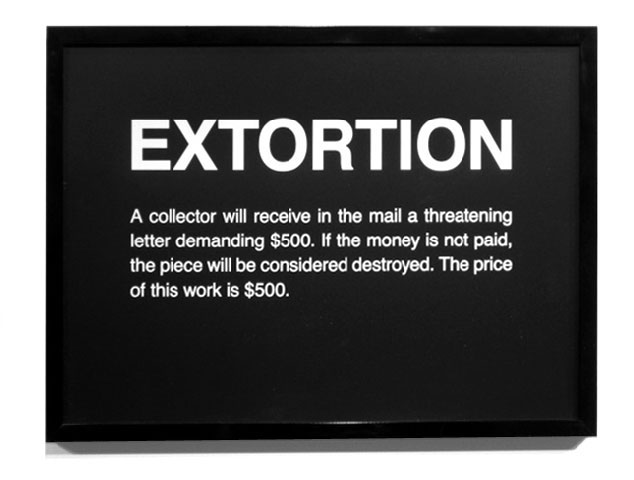 EXTORTION
A collector will receive in the mail a threatening
letter demanding $500. If the money is not paid,
the piece will be considered destroyed. The price
of this work is $500.